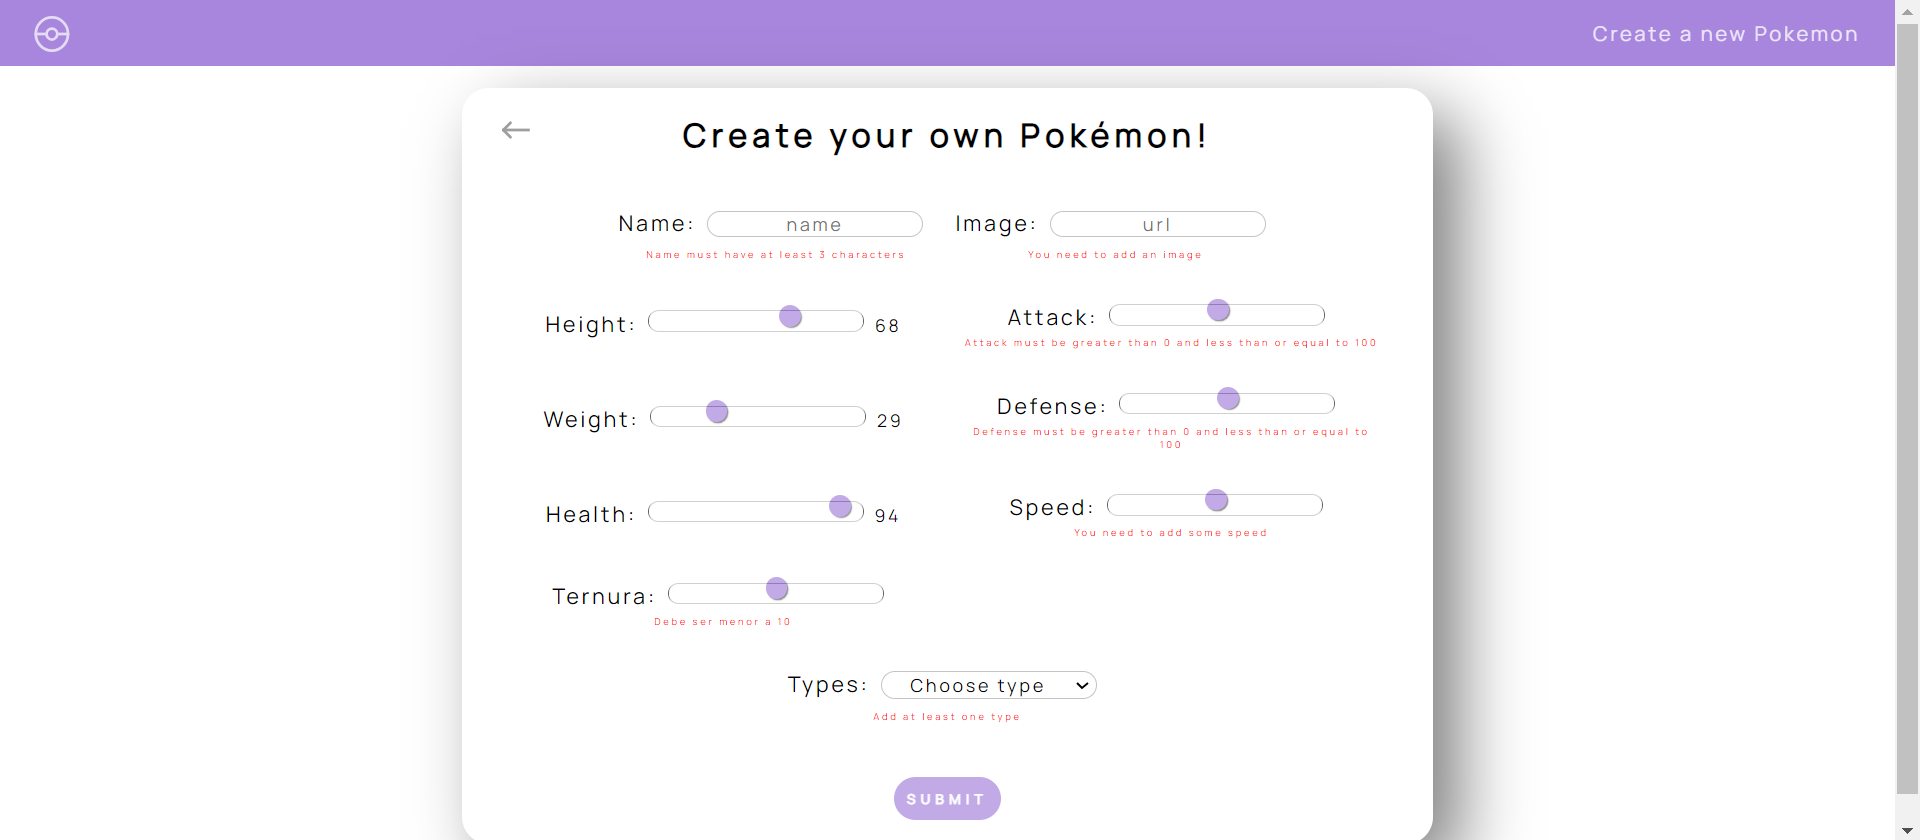 Create a new Pokemon
Create your own Pokémon!
Name: name
Image: url
Name must have at least 3 characters
You need to add an image
Height: 68
Attack:
Attack must be greater than 0 and less than or equal to 100
Weight: 29
Defense:
Defense must be greater than 0 and less than or equal to
100
Health: 94
Speed:
You need to add some speed
Ternura:
Debe ser menor a 10
Types: Choose type
Add at least one type
SUBMIT